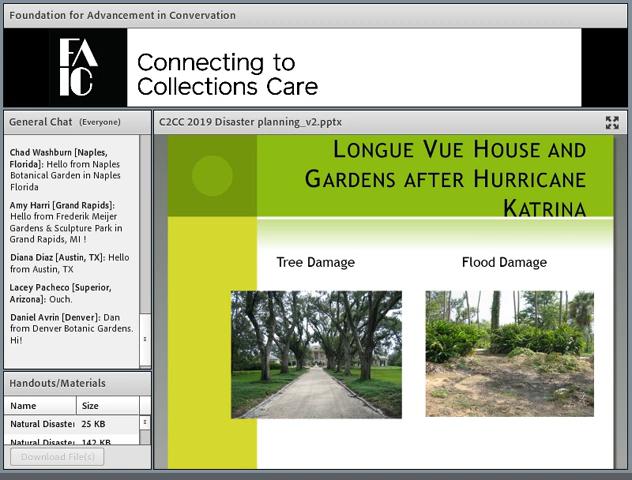 Foundation for Advancement in Convervation
FA
IC
Connecting to
Collections Care
General Chat (Everyone)
Chad Washburn [Naples,
Florida]: Hello from Naples
Botanical Garden in Naples
Florida
Amy Harri [Grand Rapids]:
Hello from Frederik Meijer
Gardens & Sculpture Park in
Grand Rapids, MI !
Diana Diaz [Austin, TX]: Hello
from Austin, TX
Lacey Pacheco [Superior,
Arizona]: Ouch.
Daniel Avrin [Denver]: Dan
from Denver Botanic Gardens.
Hi!
Handouts/Materials
Name Size
Natural Disaster 25 KB
Natural Disaster 142 KB
Download File(s)
C2CC 2019 Disaster planning_v2.pptx
Longue Vue House and
Gardens after Hurricane
Katrina
Tree Damage
Flood Damage